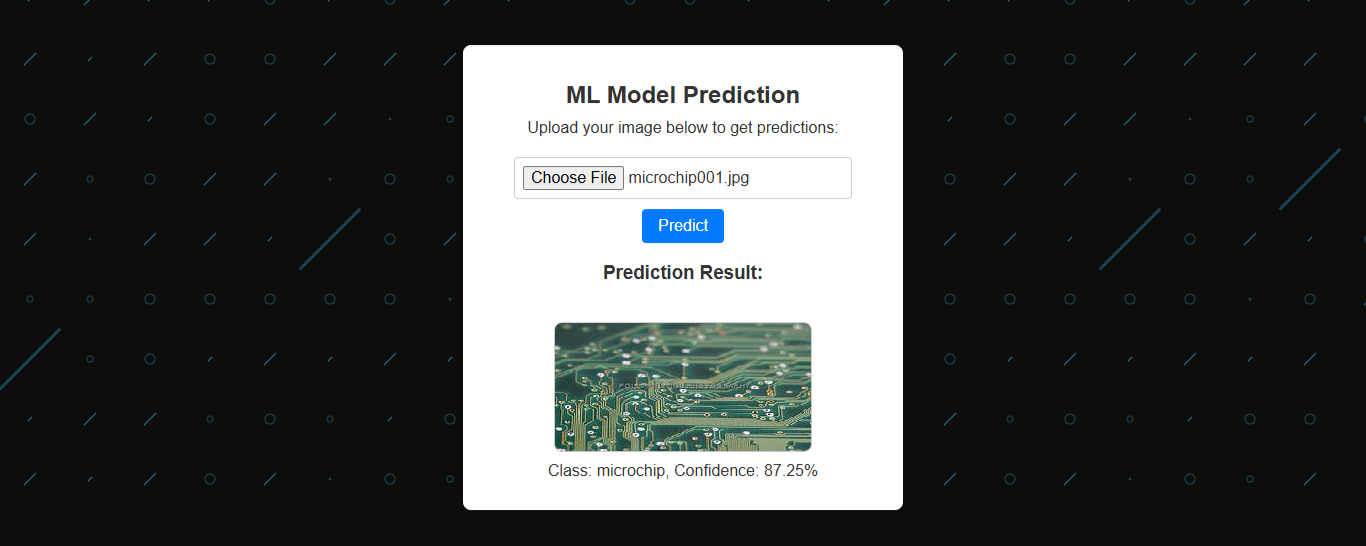 ML Model Prediction
Upload your image below to get predictions:
Choose File microchip001.jpg
Predict
Prediction Result:
Class: microchip, Confidence: 87.25%